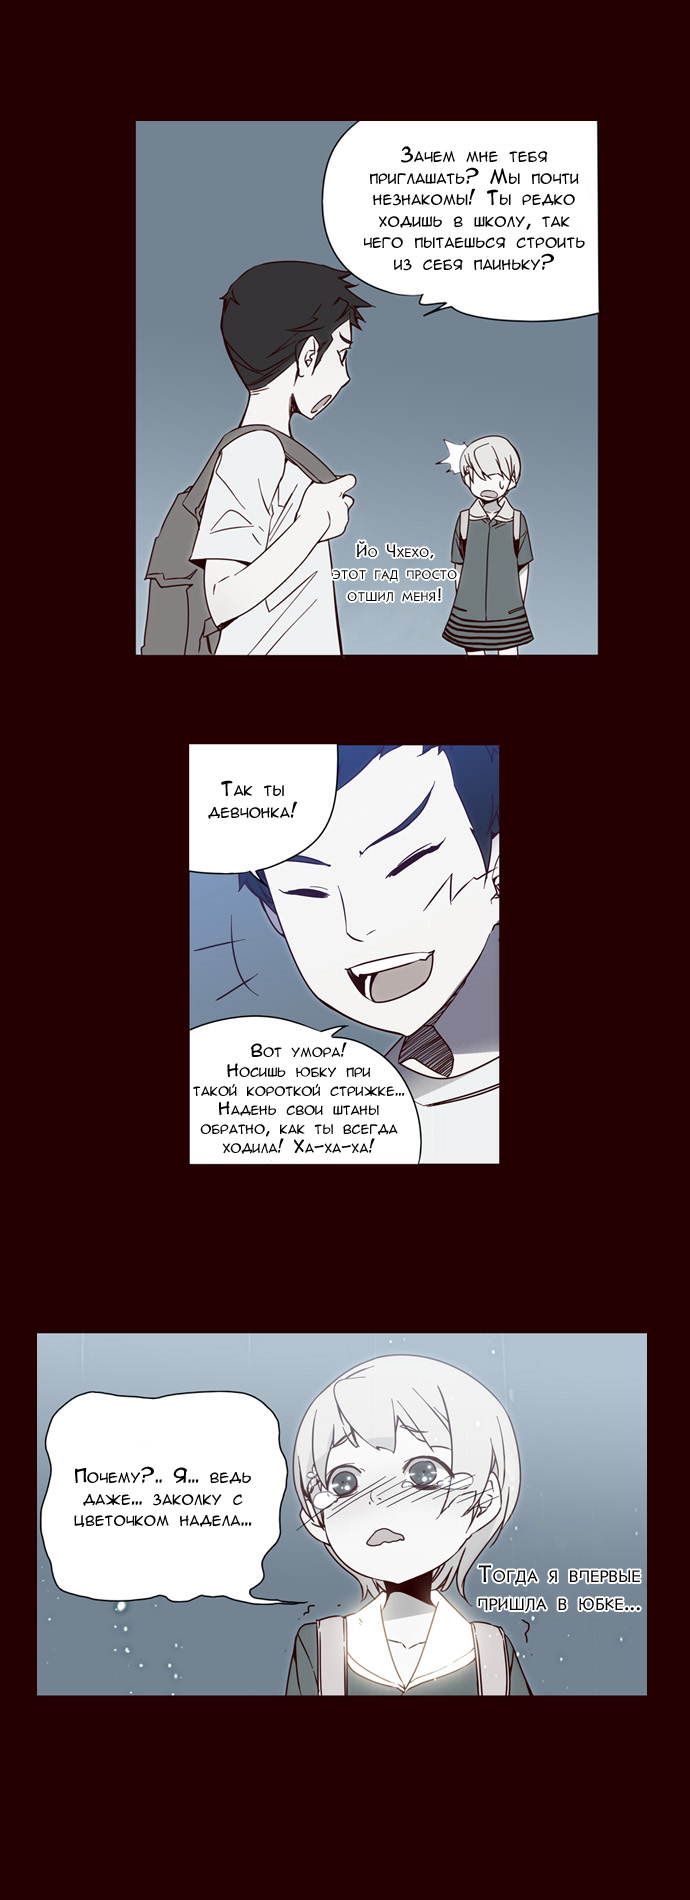 Зачем мне тебя
приглашать? Мы почти
незнакомы! Ты редко
ходишь в школу, так
чего пытаешься строить
из себя паиньку?
Йо Чхехо,
этот гад просто
отшил меня!
Так ты
девчонка!
Вот умора!
Носишь юбку при
такой короткой стрижке...
Надень свои штаны
обратно, как ты всегда
ходила! Ха-ха-ха!
Почему?.. Я... ведь
даже... заколку с
цветочком надела...
Тогда я впервые
пришла в юбке...